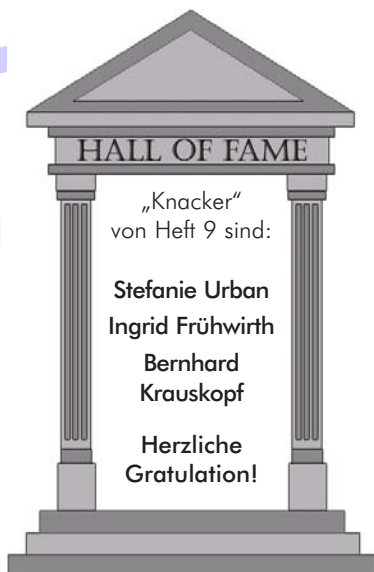 HALL OF FAME
„Knacker“
von Heft 9 sind:
Stefanie Urban
Ingrid Frühwirth
Bernhard
Krauskopf
Herzliche
Gratulation!